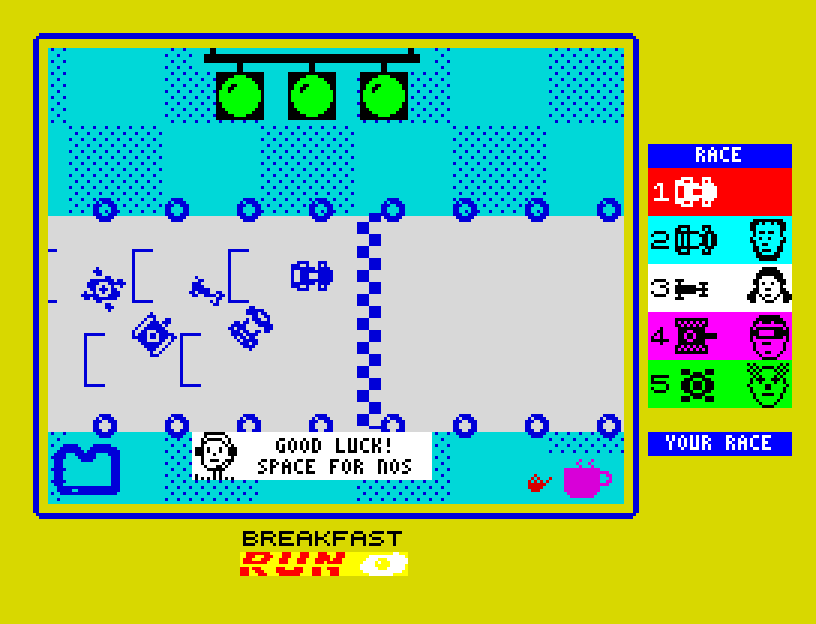 RACE
1
2
3
4
5
YOUR RACE
GOOD LUCK!
SPACE FOR NOS
BREAKFAST
RUN